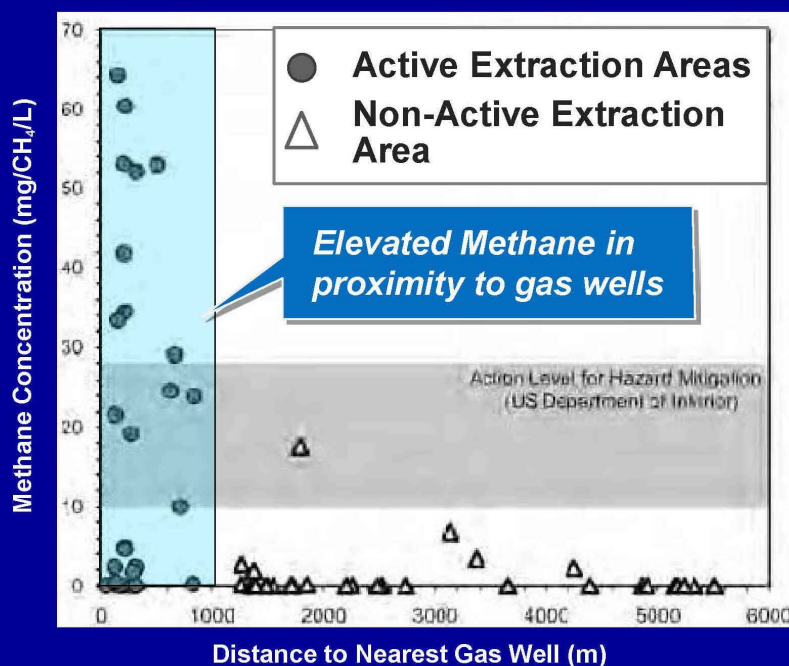 70
60
50
40
30
20
10
0
Methane Concentration (mg/CH₄/L)
Active Extraction Areas
Non-Active Extraction
Area
Elevated Methane in
proximity to gas wells
Action Level for Hazard Mitigation
(US Department of Interior)
0 1000 2000 3000 4000 5000 6000
Distance to Nearest Gas Well (m)